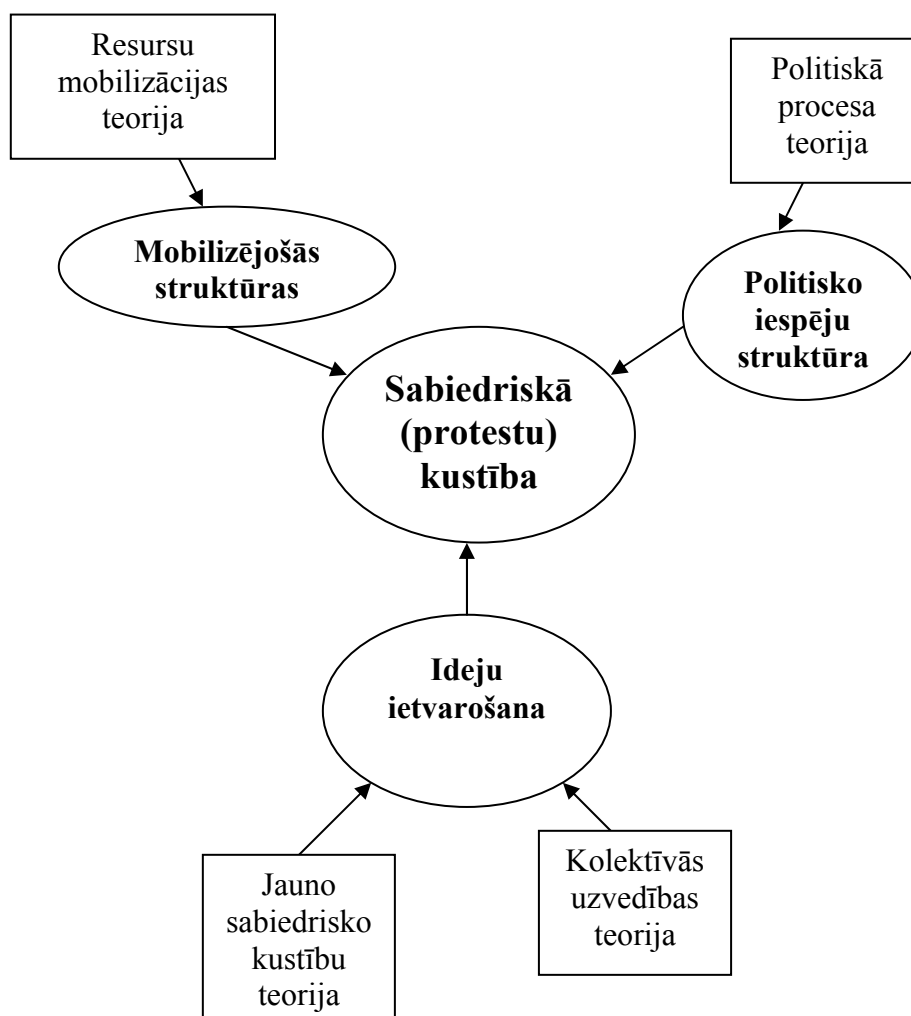 Resursu
mobilizācijas
teorija
Politiskā
procesa
teorija
Mobilizējošās
struktūras
Politisko
iespēju
struktūra
Sabiedriskā
(protestu)
kustība
Ideju
ietvarošana
Jauno
sabiedrisko
kustību
teorija
Kolektīvās
uzvedības
teorija